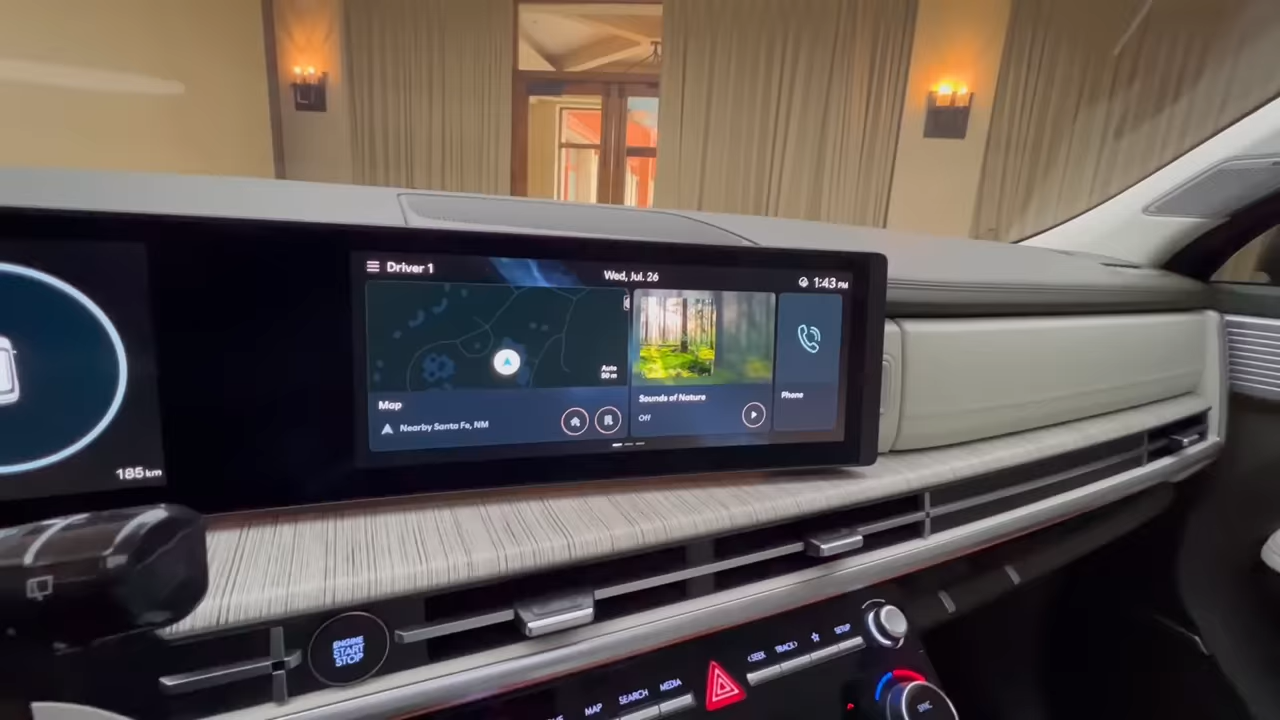 Driver 1
Wed, Jul. 26
1:43 PM
Auto
50 m
Map
Nearby Santa Fe, NM
Sounds of Nature
Off
Phone
185 km
ENGINE
START
STOP
MAP
SEARCH
MEDIA
<SEEK
TRACK>
SETUP
SYNC